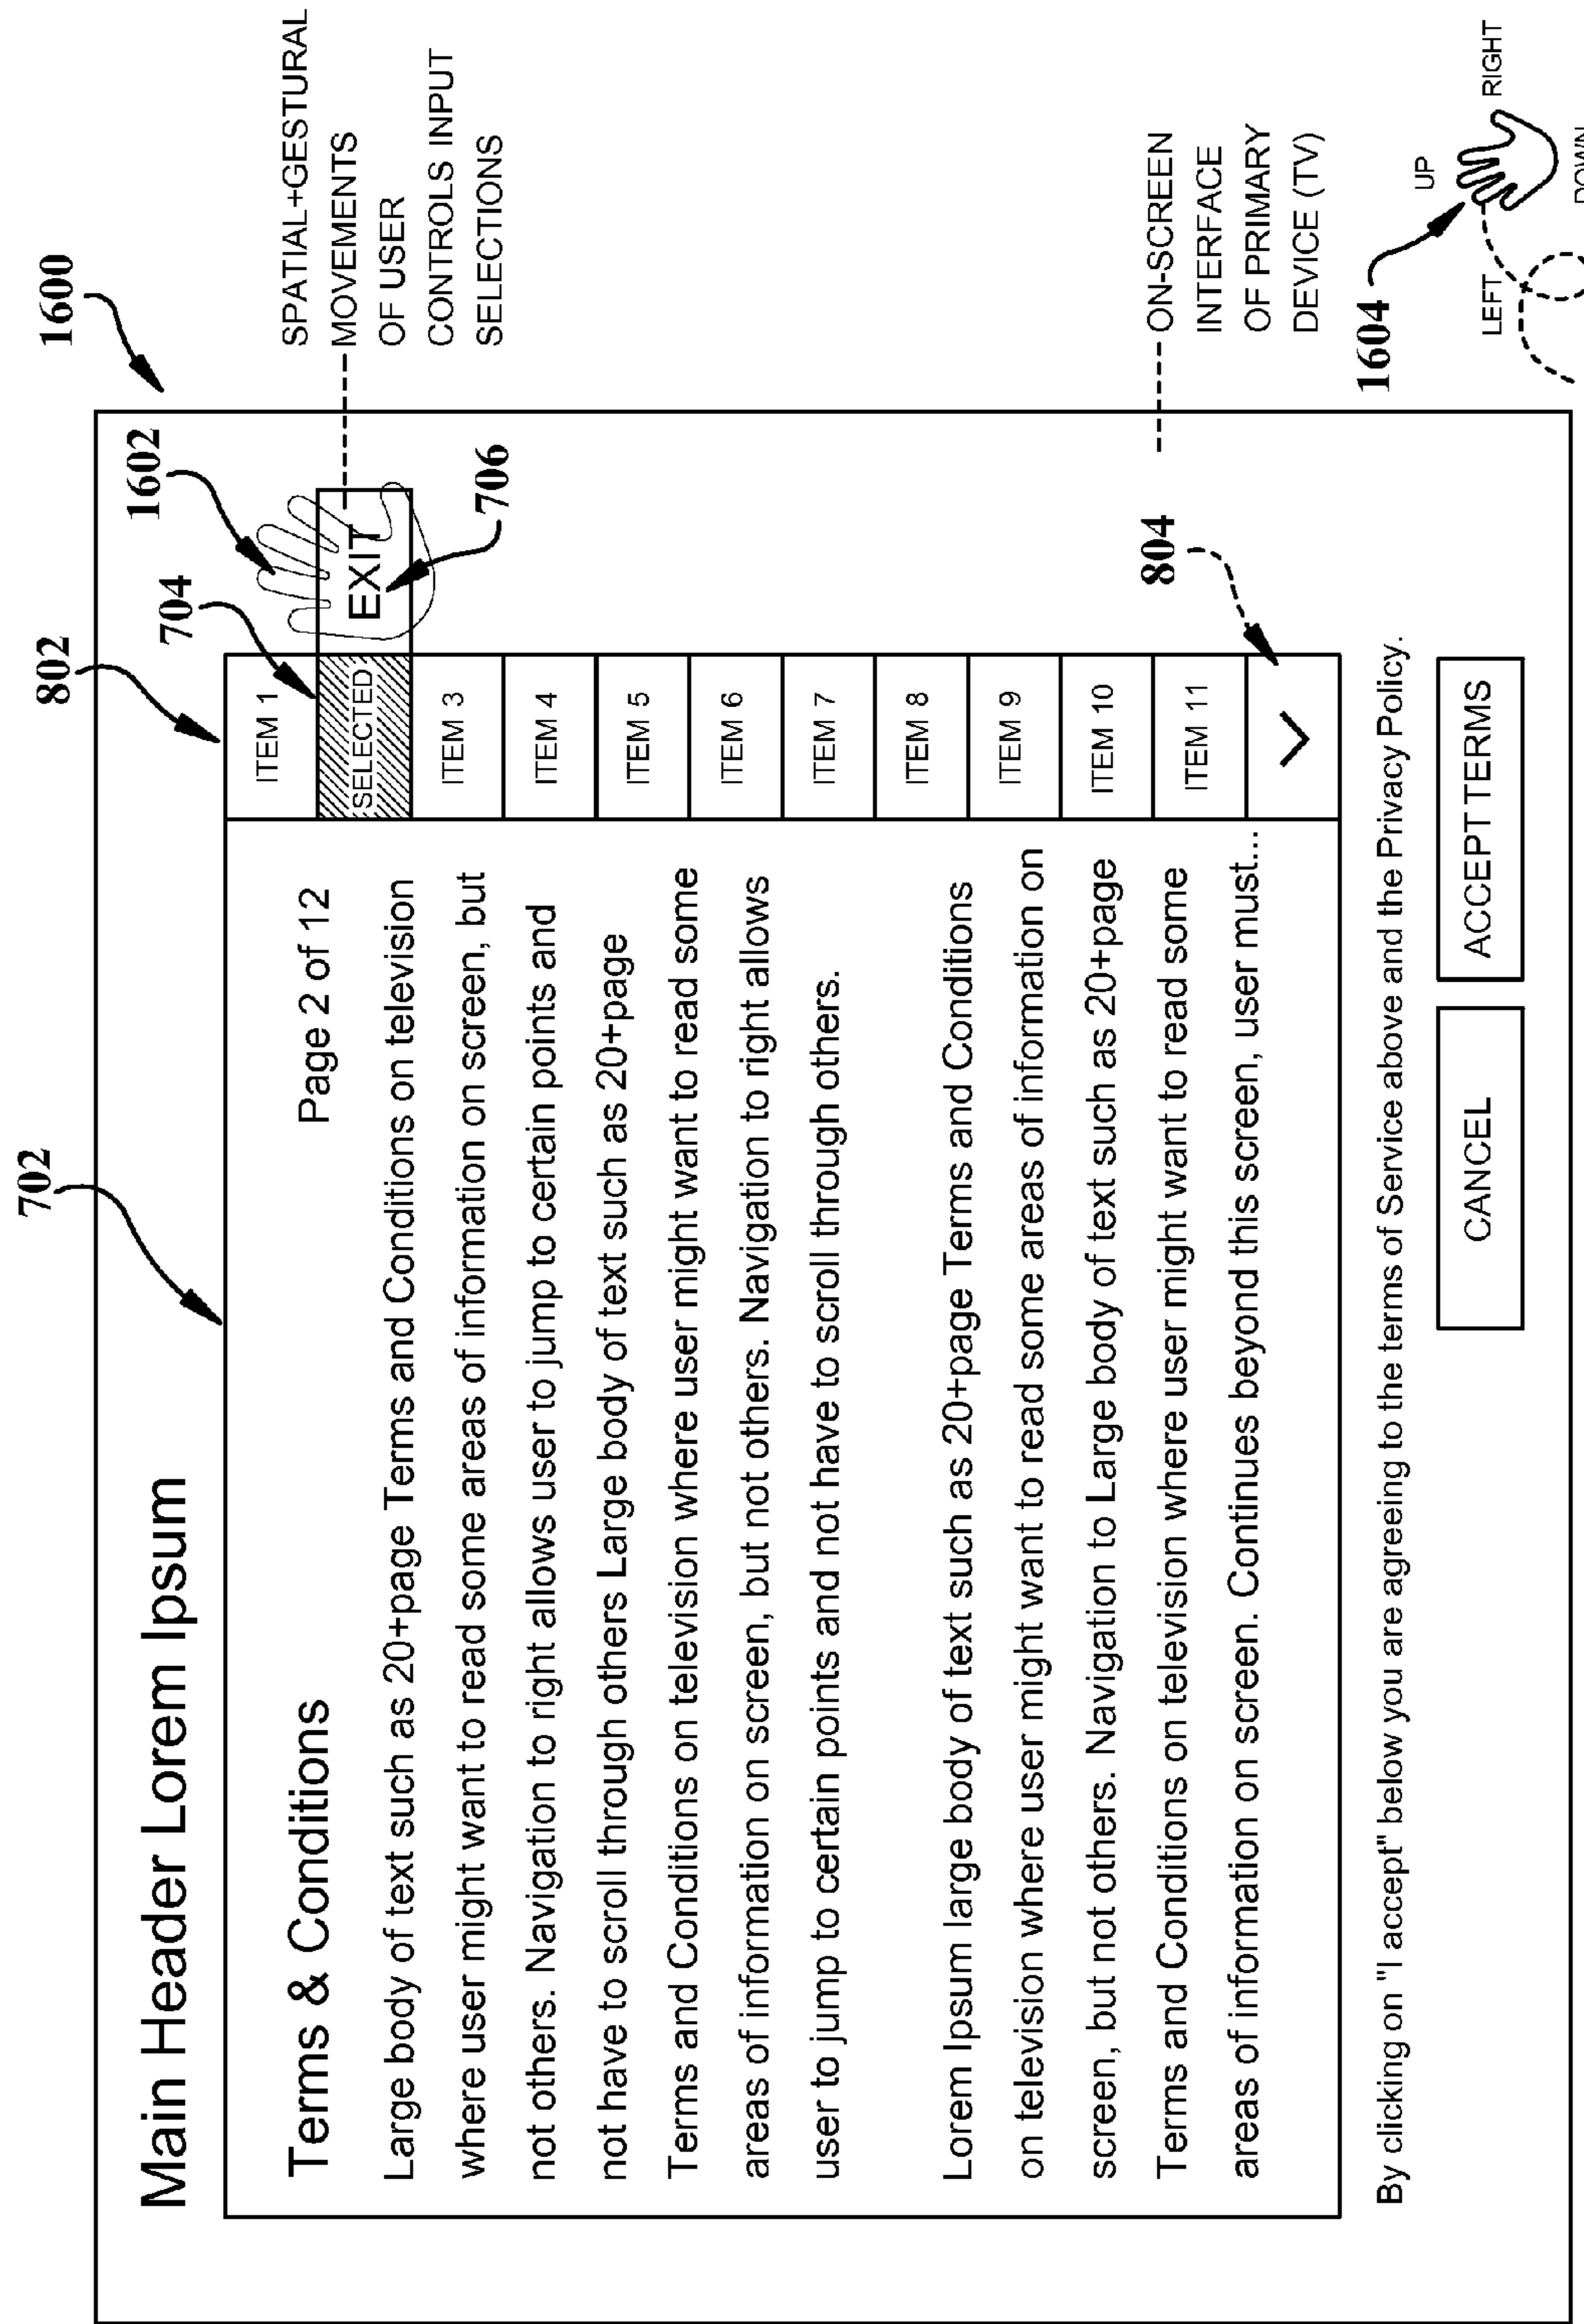 1600
702
802
1602
704
Main Header Lorem Ipsum
Terms & Conditions
Page 2 of 12
Large body of text such as 20+page Terms and Conditions on television
where user might want to read some areas of information on screen, but
not others. Navigation to right allows user to jump to certain points and
not have to scroll through others Large body of text such as 20+page
Terms and Conditions on television where user might want to read some
areas of information on screen, but not others. Navigation to right allows
user to jump to certain points and not have to scroll through others.
Lorem Ipsum large body of text such as 20+page Terms and Conditions
on television where user might want to read some areas of information on
screen, but not others. Navigation to Large body of text such as 20+page
Terms and Conditions on television where user might want to read some
areas of information on screen. Continues beyond this screen, user must...
ITEM 1
SELECTED
ITEM 3
ITEM 4
ITEM 5
ITEM 6
ITEM 7
ITEM 8
ITEM 9
ITEM 10
ITEM 11
EXIT
706
804
SPATIAL+GESTURAL
MOVEMENTS
OF USER
CONTROLS INPUT
SELECTIONS
ON-SCREEN
INTERFACE
OF PRIMARY
DEVICE (TV)
By clicking on "I accept" below you are agreeing to the terms of Service above and the Privacy Policy.
CANCEL
ACCEPT TERMS
1604
UP
LEFT
RIGHT
DOWN